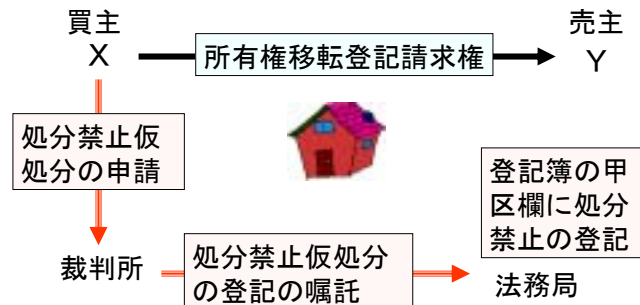 買主
X
所有権移転登記請求権
売主
Y
処分禁止仮
処分の申請
登記簿の甲
区欄に処分
禁止の登記
裁判所
処分禁止仮処分
の登記の嘱託
法務局